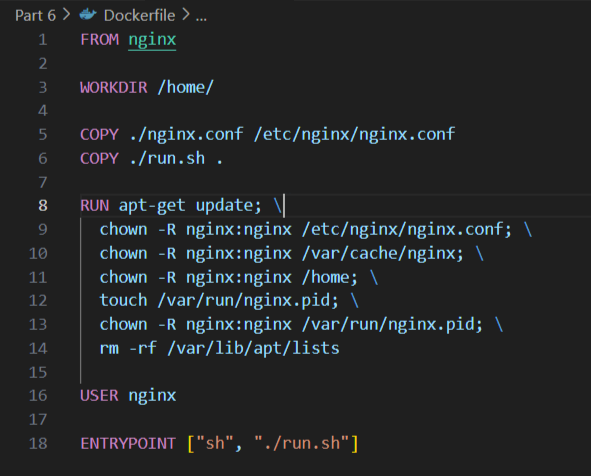 Part 6 > Dockerfile > ...
1 FROM nginx
2
3 WORKDIR /home/
4
5 COPY ./nginx.conf /etc/nginx/nginx.conf
6 COPY ./run.sh .
7
8 RUN apt-get update; \
9 chown -R nginx:nginx /etc/nginx/nginx.conf; \
10 chown -R nginx:nginx /var/cache/nginx; \
11 chown -R nginx:nginx /home; \
12 touch /var/run/nginx.pid; \
13 chown -R nginx:nginx /var/run/nginx.pid; \
14 rm -rf /var/lib/apt/lists
15
16 USER nginx
17
18 ENTRYPOINT ["sh", "./run.sh"]